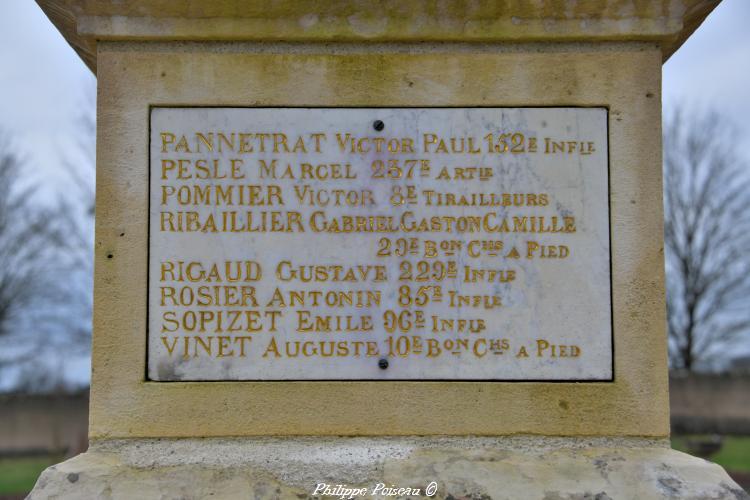 PANNETRAT VICTOR PAUL 152E INFIE
PESLE MARCEL 237E ARTIE
POMMIER VICTOR 8E TIRAILLEURS
RIBAILLIER GABRIEL GASTON CAMILLE
29E BON CHS A PIED
RIGAUD GUSTAVE 229E INFIE
ROSIER ANTONIN 85E INFIE
SOPIZET EMILE 96E INFIE
VINET AUGUSTE 10E BON CHS A PIED
Philippe Poiseau ©